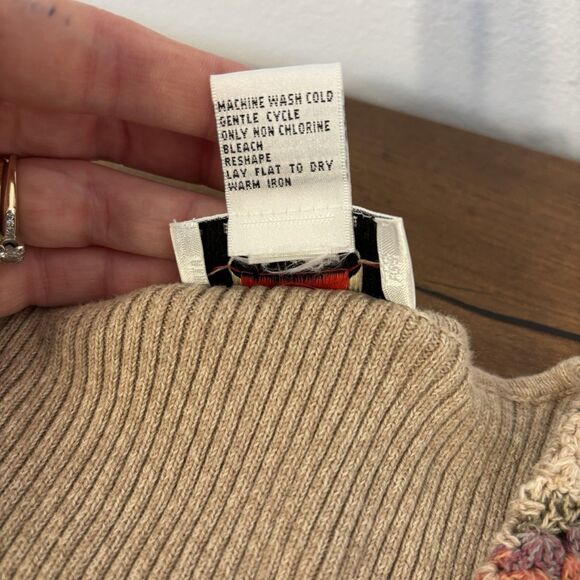 MACHINE WASH COLD
GENTLE CYCLE
ONLY NON CHLORINE
BLEACH
RESHAPE
LAY FLAT TO DRY
WARM IRON